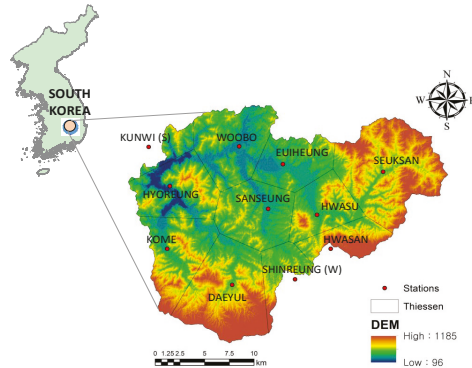 SOUTH
KOREA
N
W E
S
KUNWI (S)
WOOBO
EUIHEUNG
SEUKSAN
HYOREUNG
SANSEUNG
HWASU
KOME
HWASAN
SHINREUNG (W)
DAEYUL
Stations
Thiessen
DEM
High : 1185
Low : 96
0 1.25 2.5 5 7.5 10
km